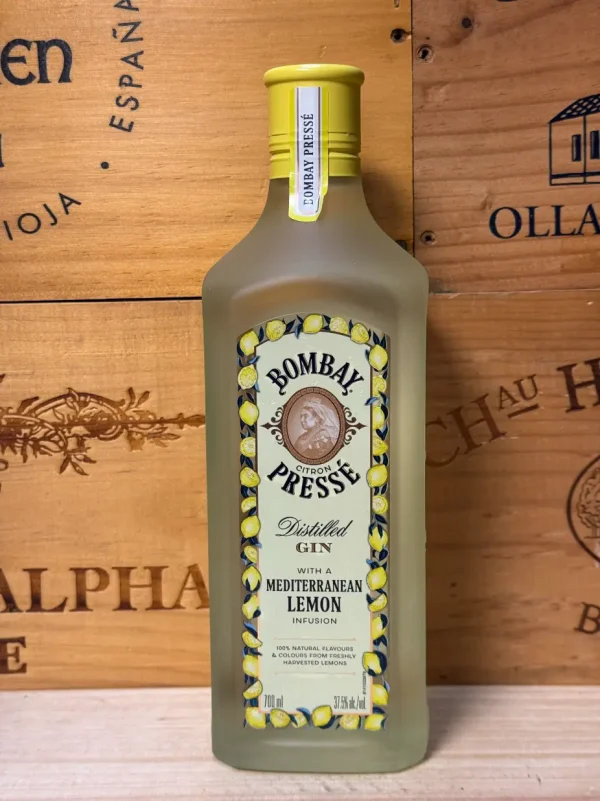 EN
ESPAÑA
IOJA
OLLA
BOMBAY PRESSÉ
BOMBAY
CITRON
PRESSÉ
Distilled
GIN
WITH A
MEDITERRANEAN
LEMON
INFUSION
100% NATURAL FLAVOURS
& COLOURS FROM FRESHLY
HARVESTED LEMONS
700 ml
37.5% alc./vol.
CHAU H
ALPHA
E
B